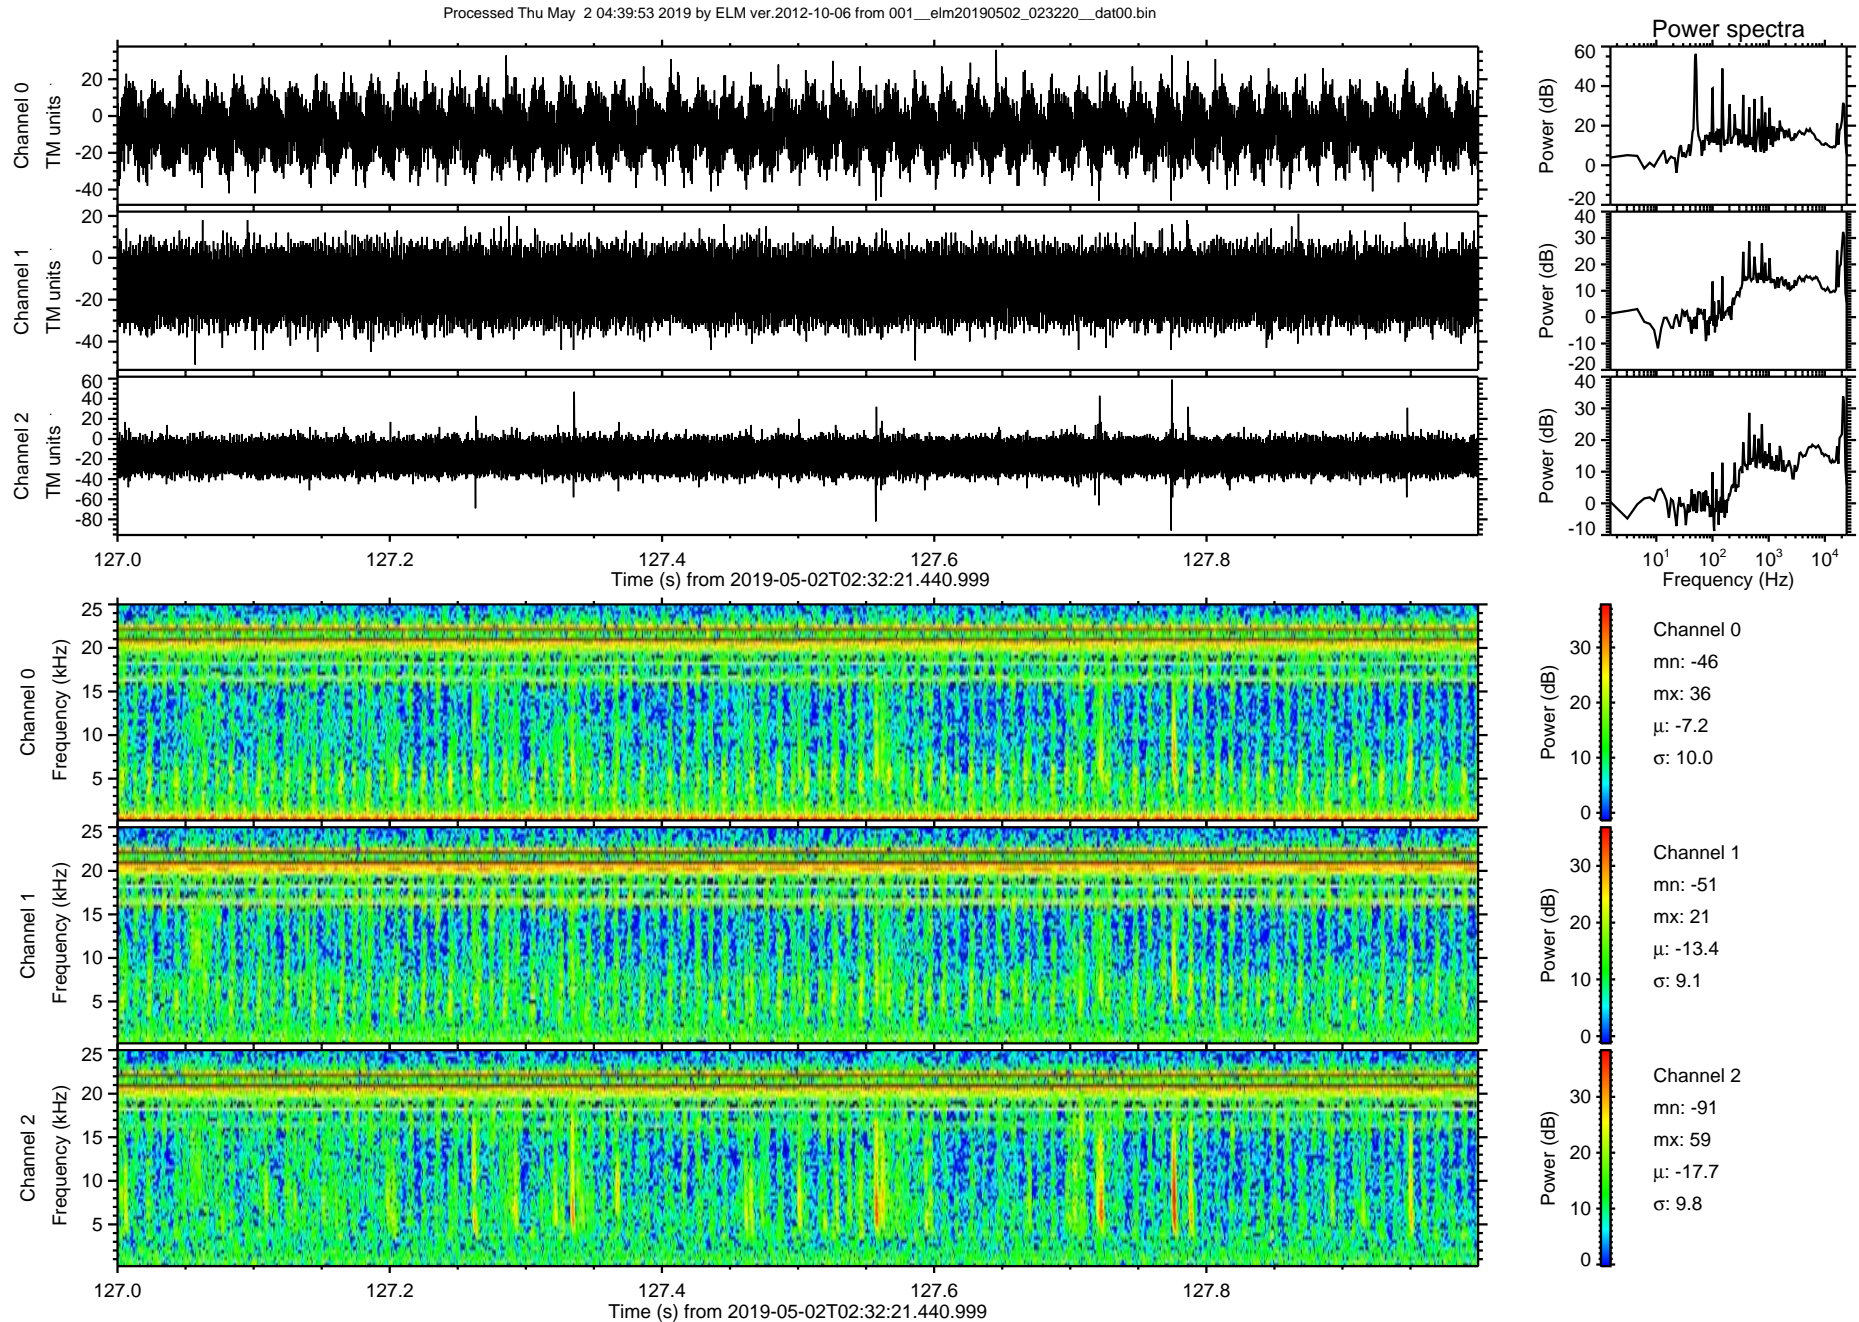 Processed Thu May  2 04:39:53 2019 by ELM ver.2012-10-06 from 001__elm20190502_023220__dat00.bin
Power spectra
Channel 0
TM units
20
0
-20
-40
Power (dB)
60
40
20
0
-20
Channel 1
TM units
20
0
-20
-40
Power (dB)
40
30
20
10
0
-10
-20
Channel 2
TM units
60
40
20
0
-20
-40
-60
-80
Power (dB)
40
30
20
10
0
-10
127.0 127.2 127.4 127.6 127.8
Time (s) from 2019-05-02T02:32:21.440.999
10¹ 10² 10³ 10⁴
Frequency (Hz)
Channel 0
Frequency (kHz)
25
20
15
10
5
Power (dB)
30
20
10
0
Channel 0
mn: -46
mx: 36
μ: -7.2
σ: 10.0
Channel 1
Frequency (kHz)
25
20
15
10
5
Power (dB)
30
20
10
0
Channel 1
mn: -51
mx: 21
μ: -13.4
σ: 9.1
Channel 2
Frequency (kHz)
25
20
15
10
5
Power (dB)
30
20
10
0
Channel 2
mn: -91
mx: 59
μ: -17.7
σ: 9.8
127.0 127.2 127.4 127.6 127.8
Time (s) from 2019-05-02T02:32:21.440.999